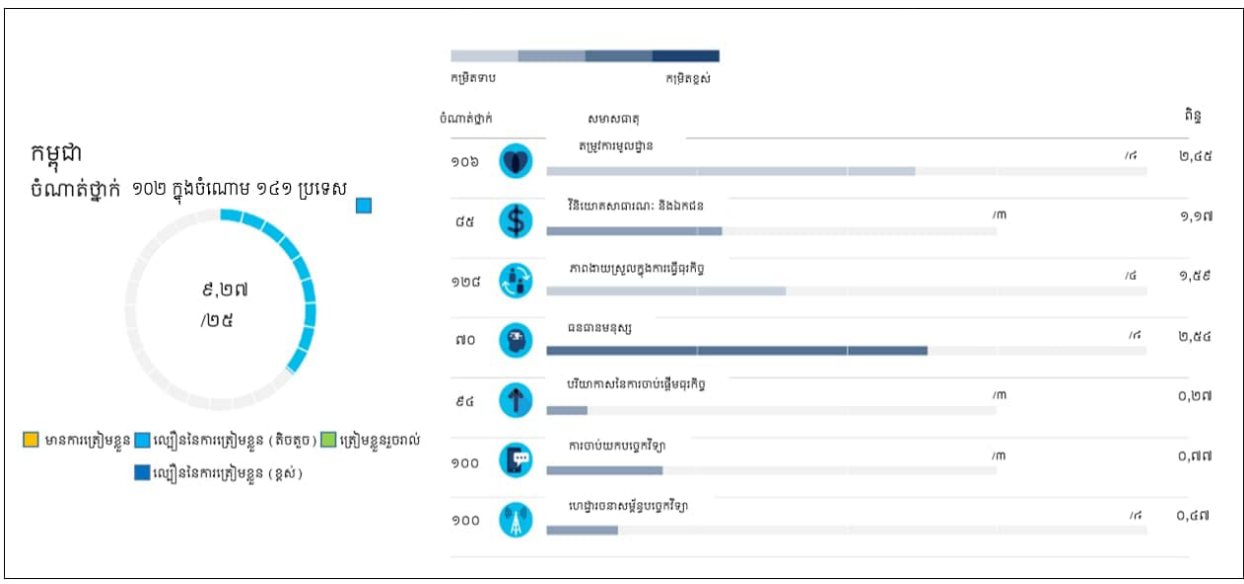 កម្រិតទាប កម្រិតខ្ពស់
ចំណាត់ថ្នាក់ សមាសធាតុ ពិន្ទុ
កម្ពុជា
ចំណាត់ថ្នាក់ ១០២ ក្នុងចំណោម ១៤១ ប្រទេស
៩,២៧
/២៥
មានការត្រៀមខ្លួន ល្បឿននៃការត្រៀមខ្លួន (តិចតួច) ត្រៀមខ្លួនរួចរាល់
ល្បឿននៃការត្រៀមខ្លួន (ខ្ពស់)
១០៦ តម្រូវការមូលដ្ឋាន ២,៤៥
៨៥ វិនិយោគសាធារណៈ និងឯកជន /៣ ១,១៧
១២៨ ភាពងាយស្រួលក្នុងការធ្វើធុរកិច្ច /៤ ១,៥៩
៧០ ធនធានមនុស្ស ២,៥៤
៩៤ បរិយាកាសនៃការចាប់ផ្តើមធុរកិច្ច /៣ ០,២៧
១០០ ការចាប់យកបច្ចេកវិទ្យា /៣ ០,៧៧
១០០ ហេដ្ឋារចនាសម្ព័ន្ធបច្ចេកវិទ្យា ០,៤៧